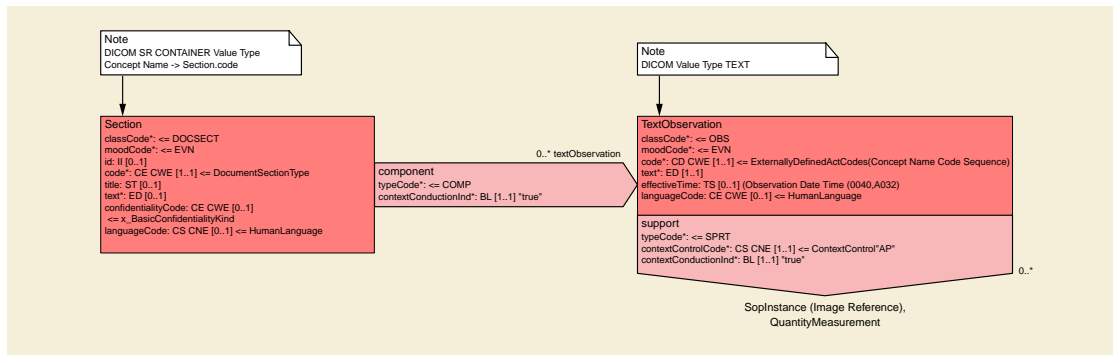 Note
DICOM SR CONTAINER Value Type
Concept Name -> Section.code
Note
DICOM Value Type TEXT
Section
classCode*: <= DOCSECT
moodCode*: <= EVN
id: II [0..1]
code*: CE CWE [1..1] <= DocumentSectionType
title: ST [0..1]
text*: ED [0..1]
confidentialityCode: CE CWE [0..1]
<= x_BasicConfidentialityKind
languageCode: CS CNE [0..1] <= HumanLanguage
0..* textObservation
component
typeCode*: <= COMP
contextConductionInd*: BL [1..1] "true"
TextObservation
classCode*: <= OBS
moodCode*: <= EVN
code*: CD CWE [1..1] <= ExternallyDefinedActCodes(Concept Name Code Sequence)
text*: ED [1..1]
effectiveTime: TS [0..1] (Observation Date Time (0040,A032)
languageCode: CE CWE [0..1] <= HumanLanguage
support
typeCode*: <= SPRT
contextControlCode*: CS CNE [1..1] <= ContextControl"AP"
contextConductionInd*: BL [1..1] "true"
0..*
SopInstance (Image Reference),
QuantityMeasurement